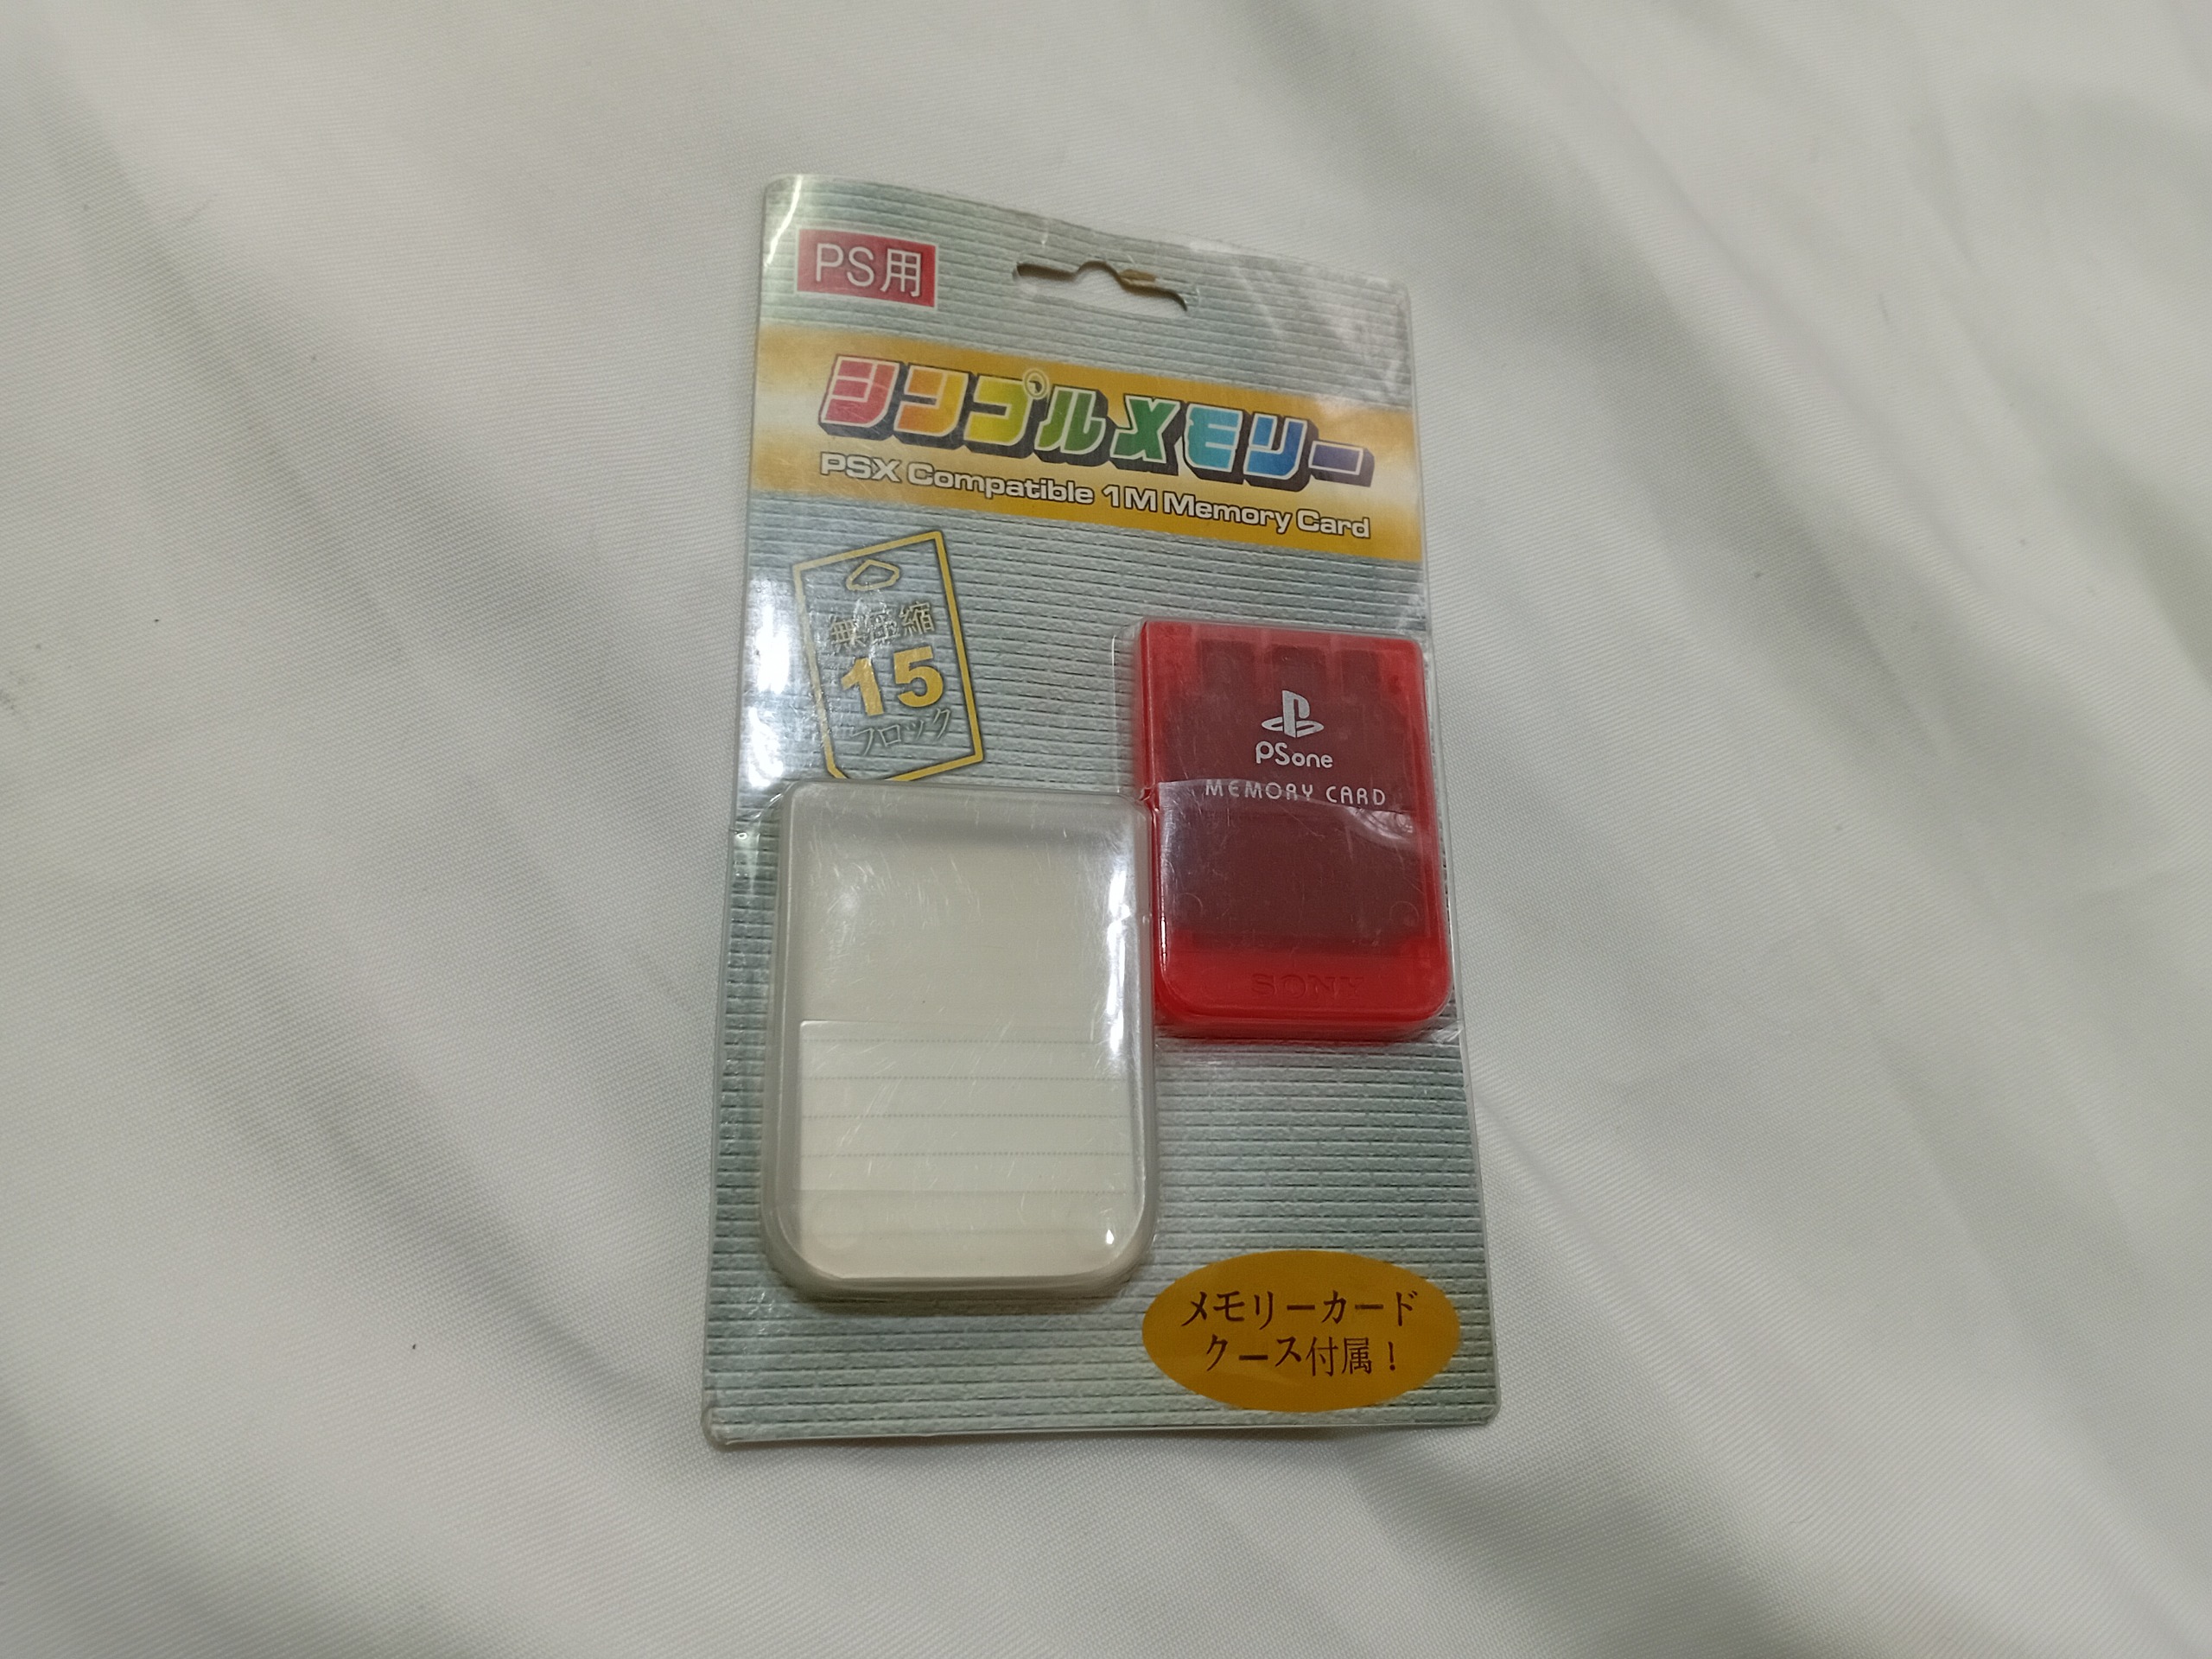 PS用
シンプルメモリー
PSX Compatible 1M Memory Card
無圧縮
15
ブロック
PSone
MEMORY CARD
SONY
メモリーカード
クース付属！